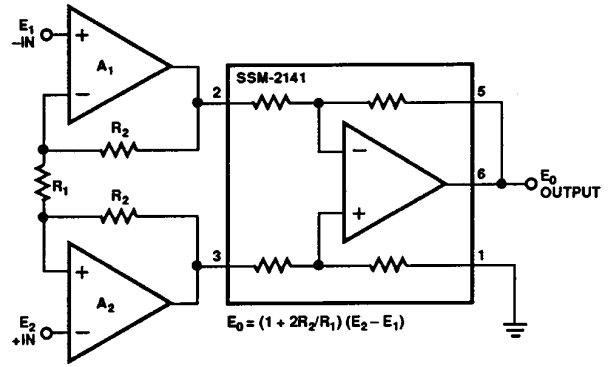 E1
–IN
+
A1
–
R2
R1
R2
+
A2
–
E2
+IN
SSM-2141
2
5
–
6
+
3
1
E0
OUTPUT
E0 = (1 + 2R2/R1) (E2 – E1)